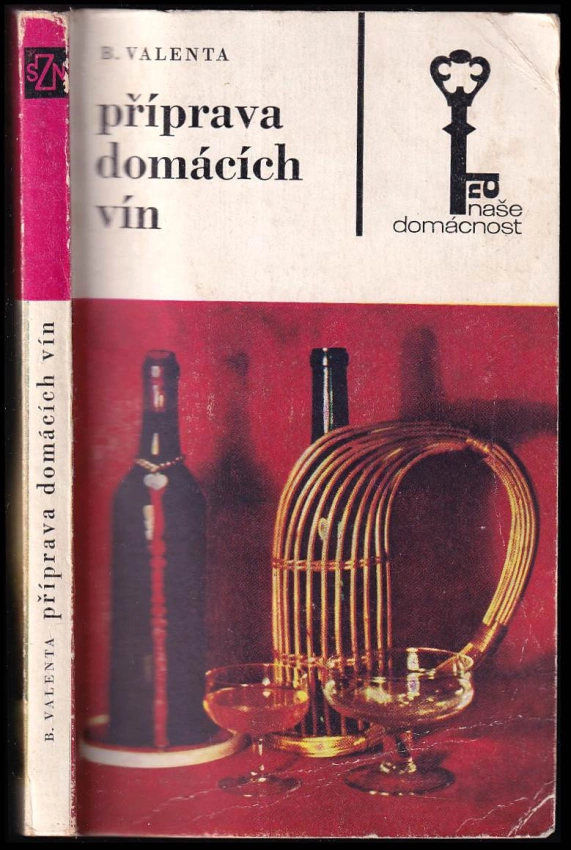 SZN
B. VALENTA
příprava
domácích
vín
naše
domácnost
B. VALENTA příprava domácích vín